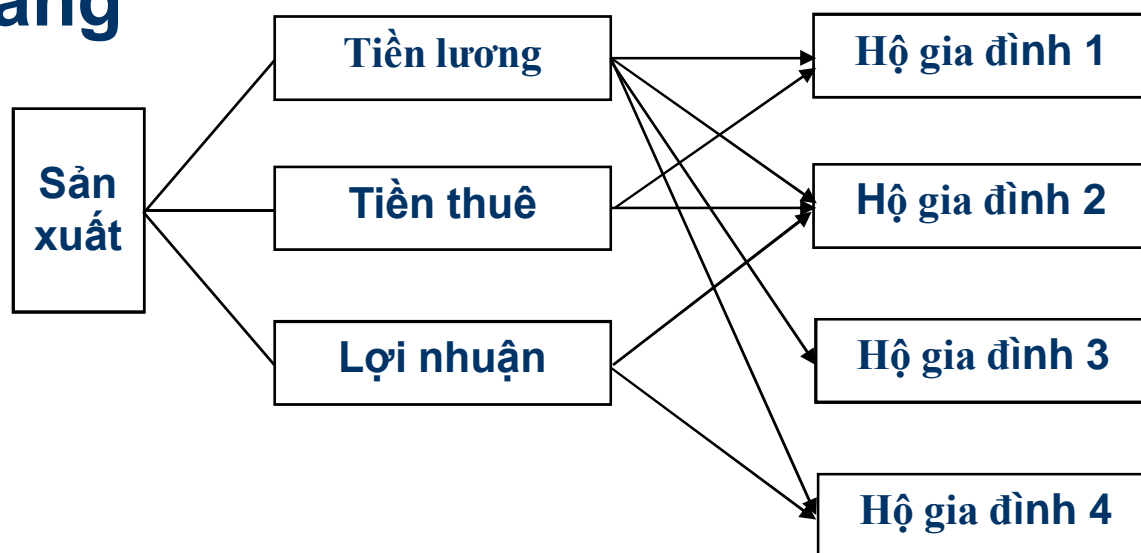 Tiền lương
Hộ gia đình 1
Sản
xuất
Tiền thuê
Hộ gia đình 2
Lợi nhuận
Hộ gia đình 3
Hộ gia đình 4